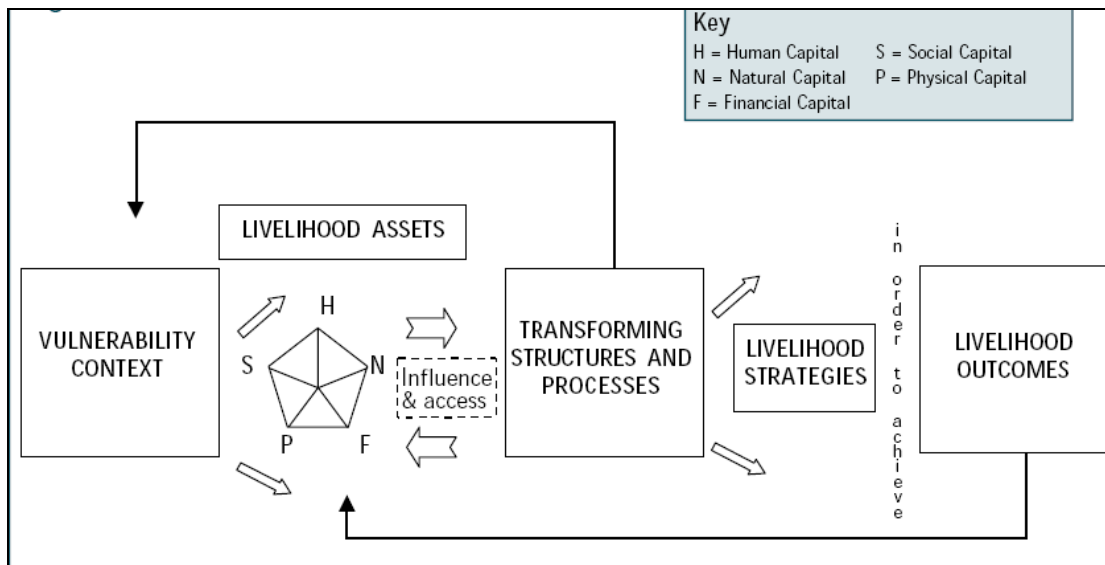 Key
H = Human Capital S = Social Capital
N = Natural Capital P = Physical Capital
F = Financial Capital
LIVELIHOOD ASSETS
VULNERABILITY
CONTEXT
H
S
N
P
F
Influence
& access
TRANSFORMING
STRUCTURES AND
PROCESSES
LIVELIHOOD
STRATEGIES
in order to achieve
LIVELIHOOD
OUTCOMES